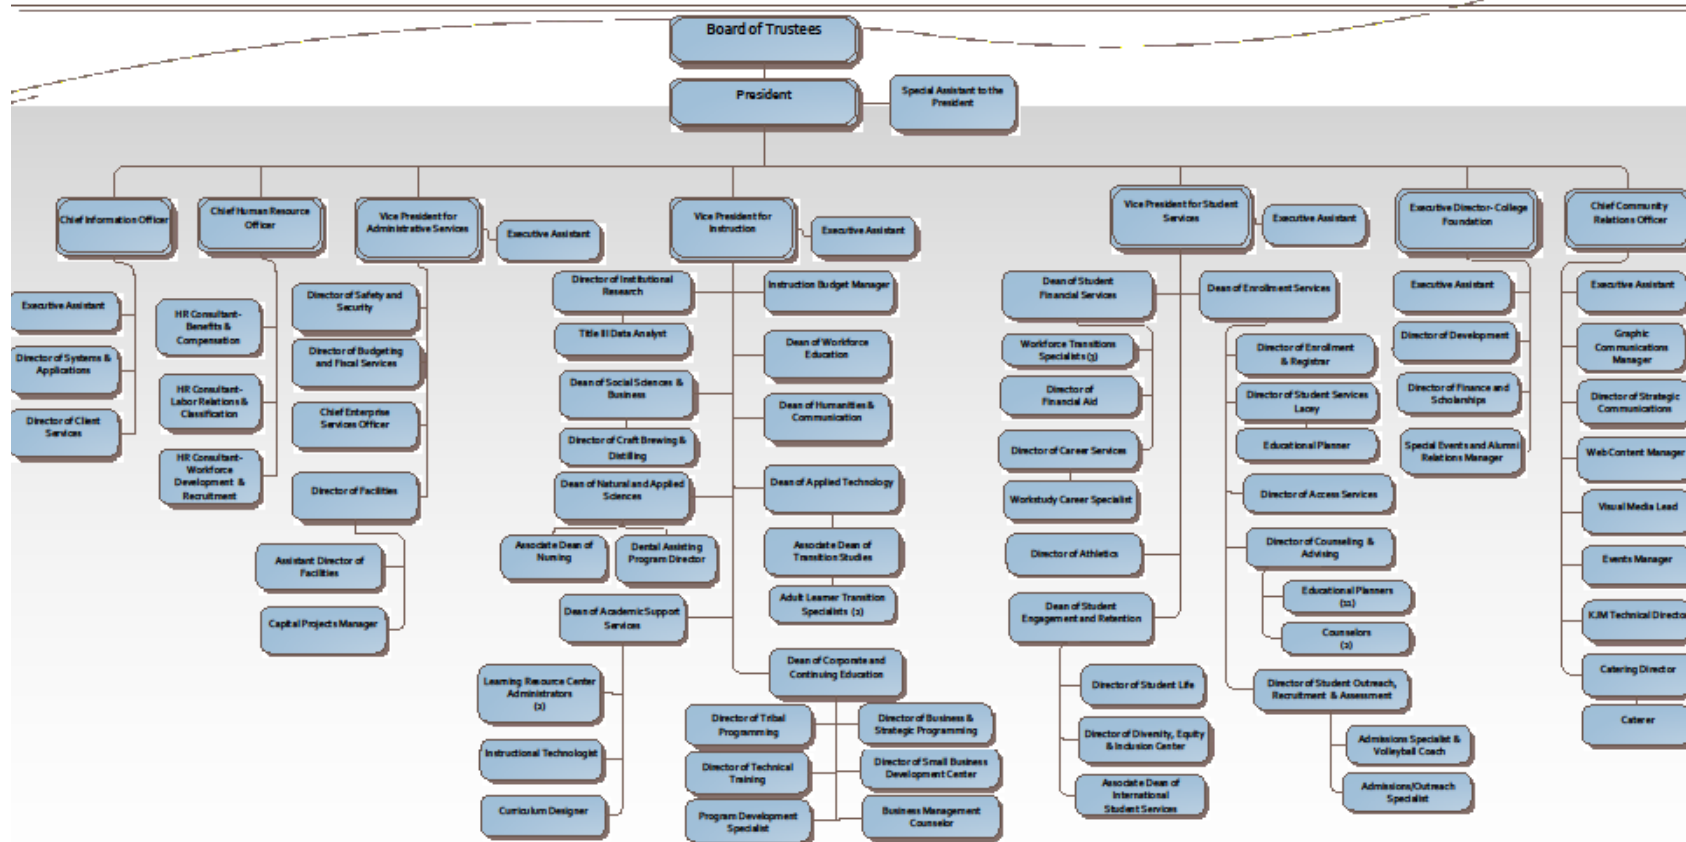 Board of Trustees
President
Special Assistant to the
President
Chief Information Officer
Chief Human Resource
Officer
Vice President for
Administrative Services
Executive Assistant
Vice President for
Instruction
Executive Assistant
Vice President for Student
Services
Executive Assistant
Executive Director- College
Foundation
Chief Community
Relations Officer
Executive Assistant
Director of Systems &
Applications
Director of Client
Services
HR Consultant-
Benefits &
Compensation
HR Consultant-
Labor Relations &
Classification
HR Consultant-
Workforce
Development &
Recruitment
Director of Safety and
Security
Director of Budgeting
and Fiscal Services
Chief Enterprise
Services Officer
Director of Facilities
Assistant Director of
Facilities
Capital Projects Manager
Director of Institutional
Research
Title III Data Analyst
Dean of Social Sciences &
Business
Director of Craft Brewing &
Distilling
Dean of Natural and Applied
Sciences
Associate Dean of
Nursing
Dental Assisting
Program Director
Dean of Academic Support
Services
Learning Resource Center
Administrators
(2)
Instructional Technologist
Curriculum Designer
Instruction Budget Manager
Dean of Workforce
Education
Dean of Humanities &
Communication
Dean of Applied Technology
Associate Dean of
Transition Studies
Adult Learner Transition
Specialists (2)
Dean of Corporate and
Continuing Education
Director of Tribal
Programming
Director of Business &
Strategic Programming
Director of Technical
Training
Director of Small Business
Development Center
Program Development
Specialist
Business Management
Counselor
Dean of Student
Financial Services
Workforce Transitions
Specialists (3)
Director of
Financial Aid
Director of Career Services
Workstudy Career Specialist
Director of Athletics
Dean of Student
Engagement and Retention
Director of Student Life
Director of Diversity, Equity
& Inclusion Center
Associate Dean of
International
Student Services
Dean of Enrollment Services
Director of Enrollment
& Registrar
Director of Student Services
Lacey
Educational Planner
Director of Access Services
Director of Counseling &
Advising
Educational Planners
(11)
Counselors
(2)
Director of Student Outreach,
Recruitment & Assessment
Admissions Specialist &
Volleyball Coach
Admissions/Outreach
Specialist
Executive Assistant
Director of Development
Director of Finance and
Scholarships
Special Events and Alumni
Relations Manager
Executive Assistant
Graphic
Communications
Manager
Director of Strategic
Communications
Web Content Manager
Visual Media Lead
Events Manager
KJM Technical Directo
Catering Director
Caterer